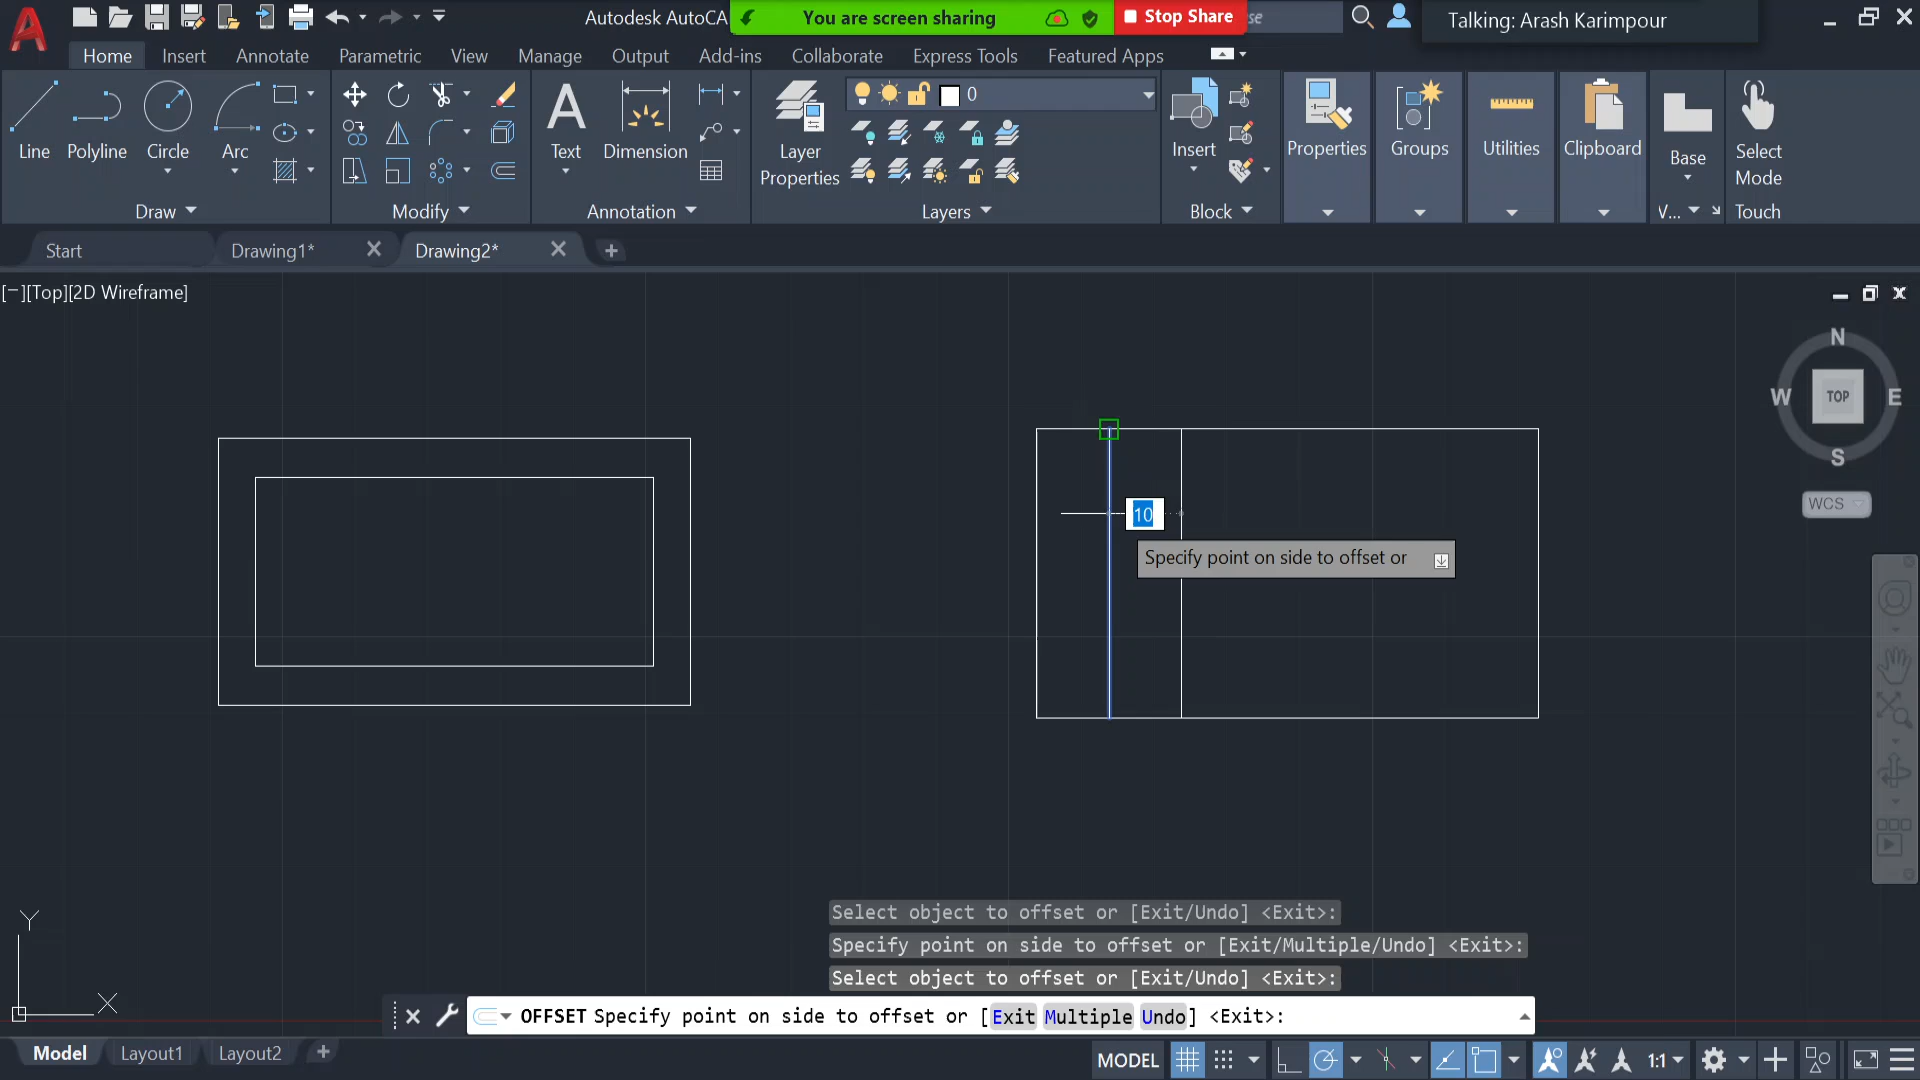 Autodesk AutoCA
You are screen sharing
Stop Share
se
Talking: Arash Karimpour
Home Insert Annotate Parametric View Manage Output Add-ins Collaborate Express Tools Featured Apps
0
Line Polyline Circle Arc
Text Dimension
Layer
Properties
Insert
Properties
Groups
Utilities
Clipboard
Base
Select
Mode
Draw Modify Annotation Layers Block V... Touch
Start Drawing1* Drawing2*
[−][Top][2D Wireframe]
N
W TOP E
S
WCS
10
Specify point on side to offset or
Y
X
Select object to offset or [Exit/Undo] <Exit>:
Specify point on side to offset or [Exit/Multiple/Undo] <Exit>:
Select object to offset or [Exit/Undo] <Exit>:
OFFSET Specify point on side to offset or [Exit Multiple Undo] <Exit>:
Model Layout1 Layout2
MODEL 1:1